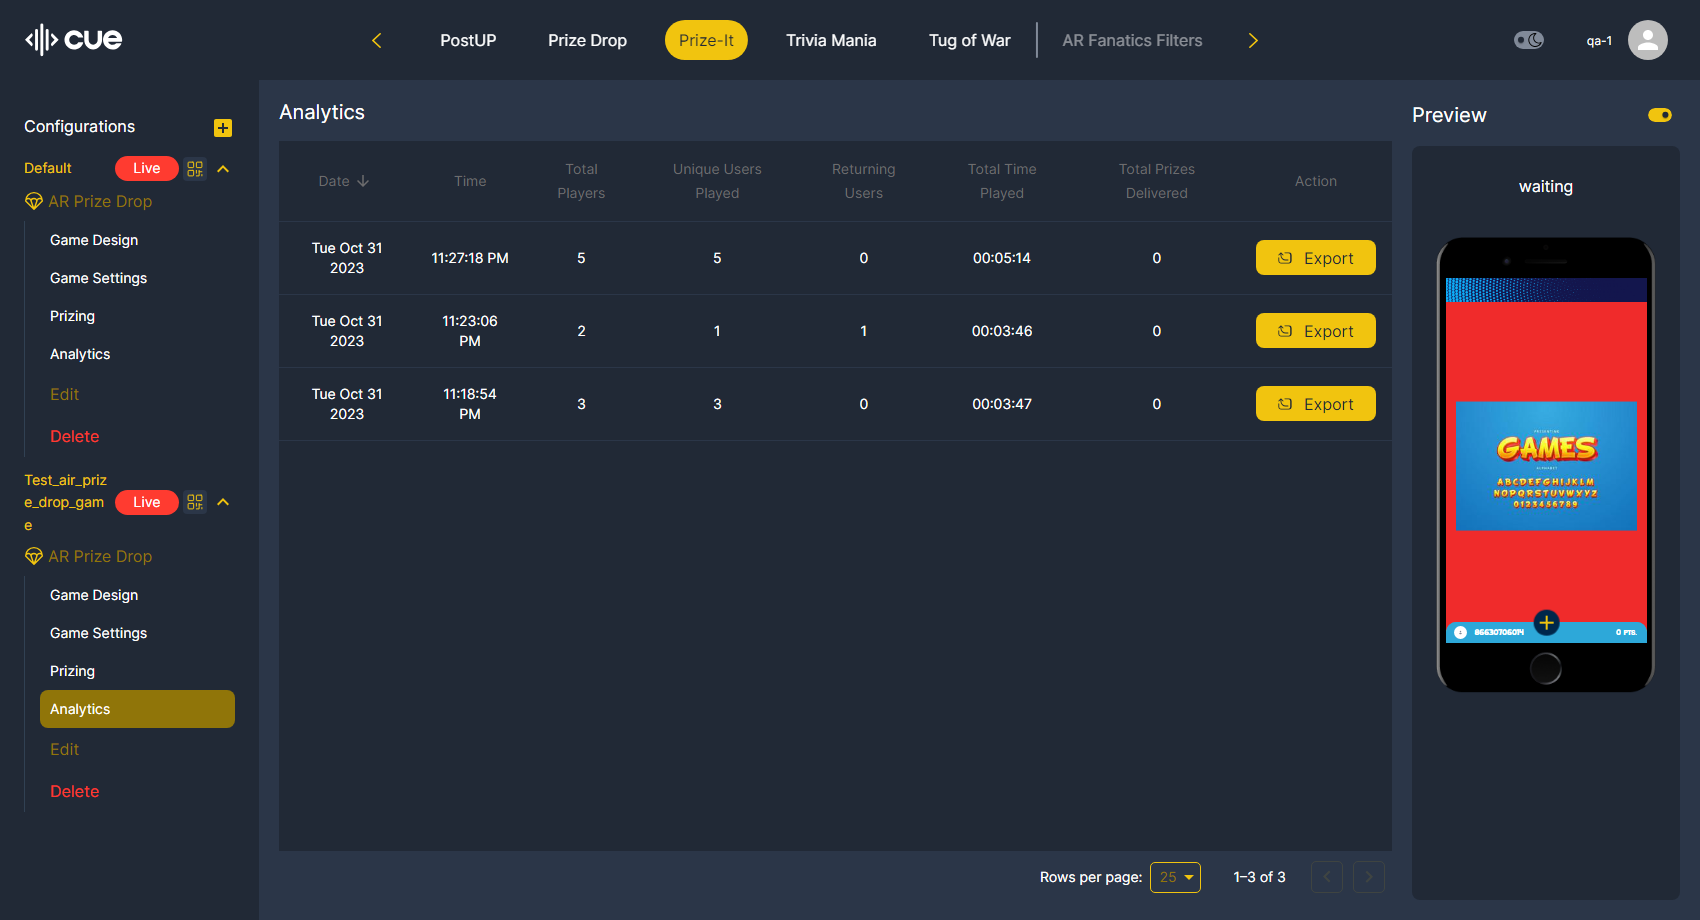 cue
PostUP
Prize Drop
Prize-It
Trivia Mania
Tug of War
AR Fanatics Filters
qa-1
Configurations
Default
Live
AR Prize Drop
Game Design
Game Settings
Prizing
Analytics
Edit
Delete
Test_air_priz
e_drop_gam
e
Live
AR Prize Drop
Game Design
Game Settings
Prizing
Analytics
Edit
Delete
Analytics
Date
Time
Total
Players
Unique Users
Played
Returning
Users
Total Time
Played
Total Prizes
Delivered
Action
Tue Oct 31
2023
11:27:18 PM
5
5
0
00:05:14
0
Export
Tue Oct 31
2023
11:23:06
PM
2
1
1
00:03:46
0
Export
Tue Oct 31
2023
11:18:54
PM
3
3
0
00:03:47
0
Export
Rows per page:
25
1–3 of 3
Preview
waiting
PRESENTING
GAMES
ALPHABET
ABCDEFGHIJKLM
NOPQRSTUVWXYZ
0123456789
86630706014
0 PTS.